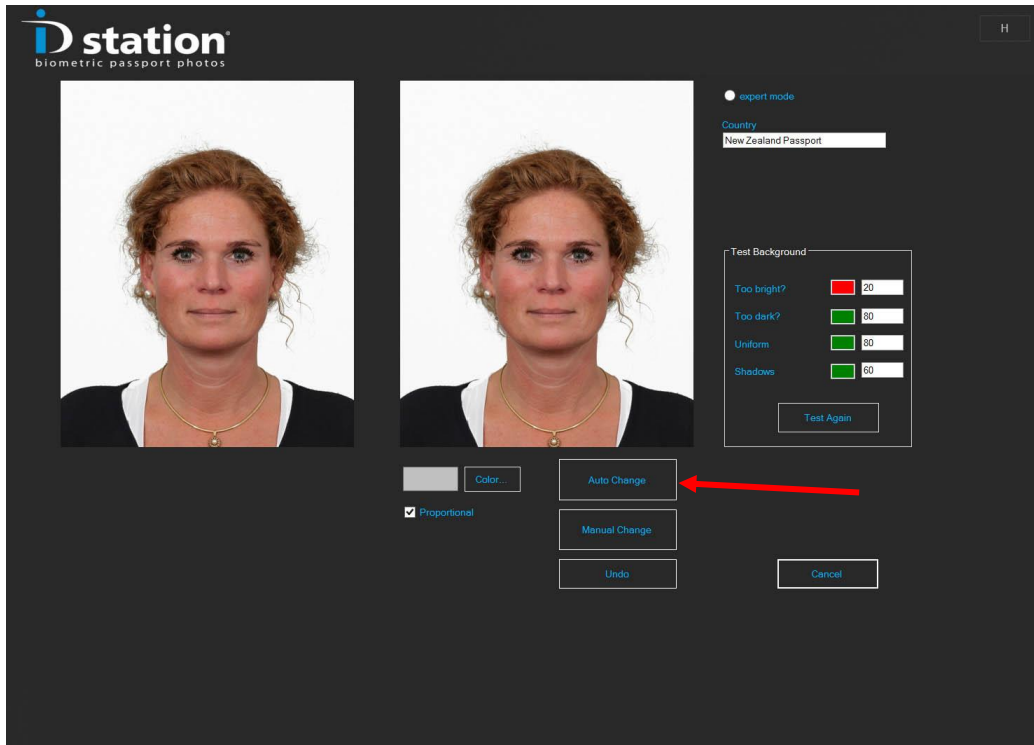 iD station®
biometric passport photos
H
expert mode
Country
New Zealand Passport
Test Background
Too bright? 20
Too dark? 80
Uniform 80
Shadows 60
Test Again
Color...
Auto Change
Proportional
Manual Change
Undo
Cancel